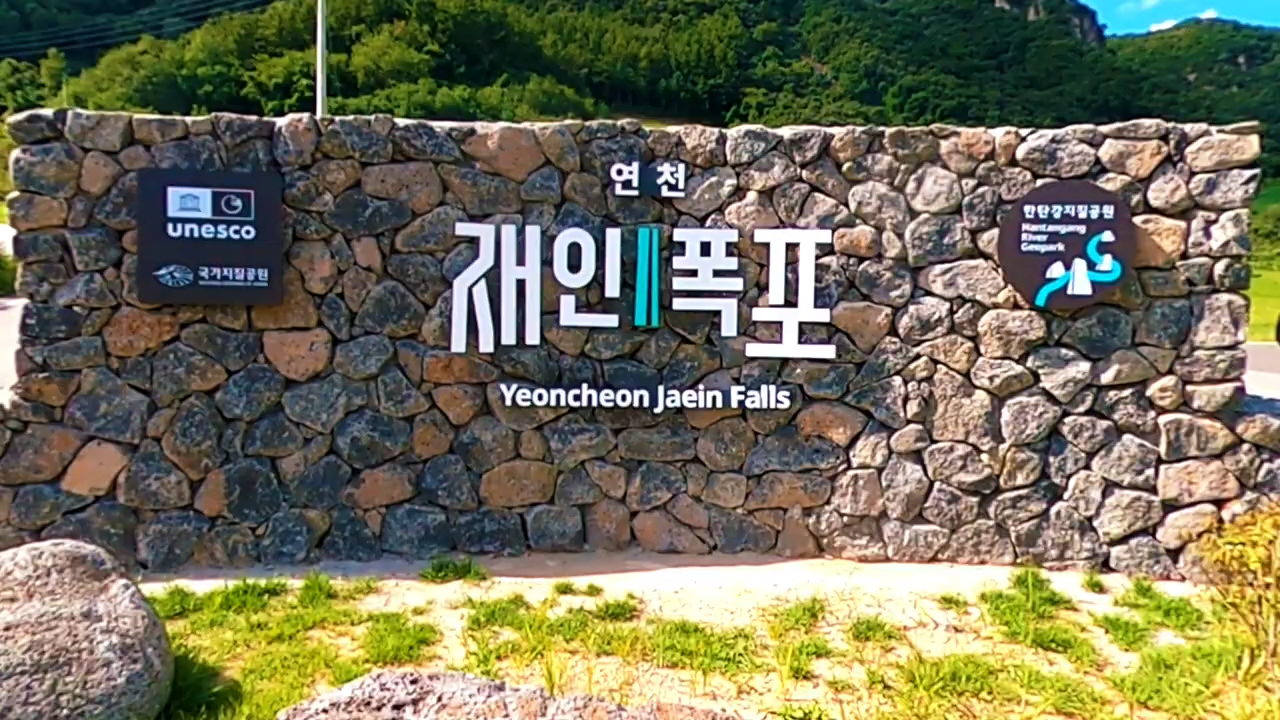 unesco
국가지질공원
연천
재인폭포
Yeoncheon Jaein Falls
한탄강지질공원
Hantangang
River
Geopark